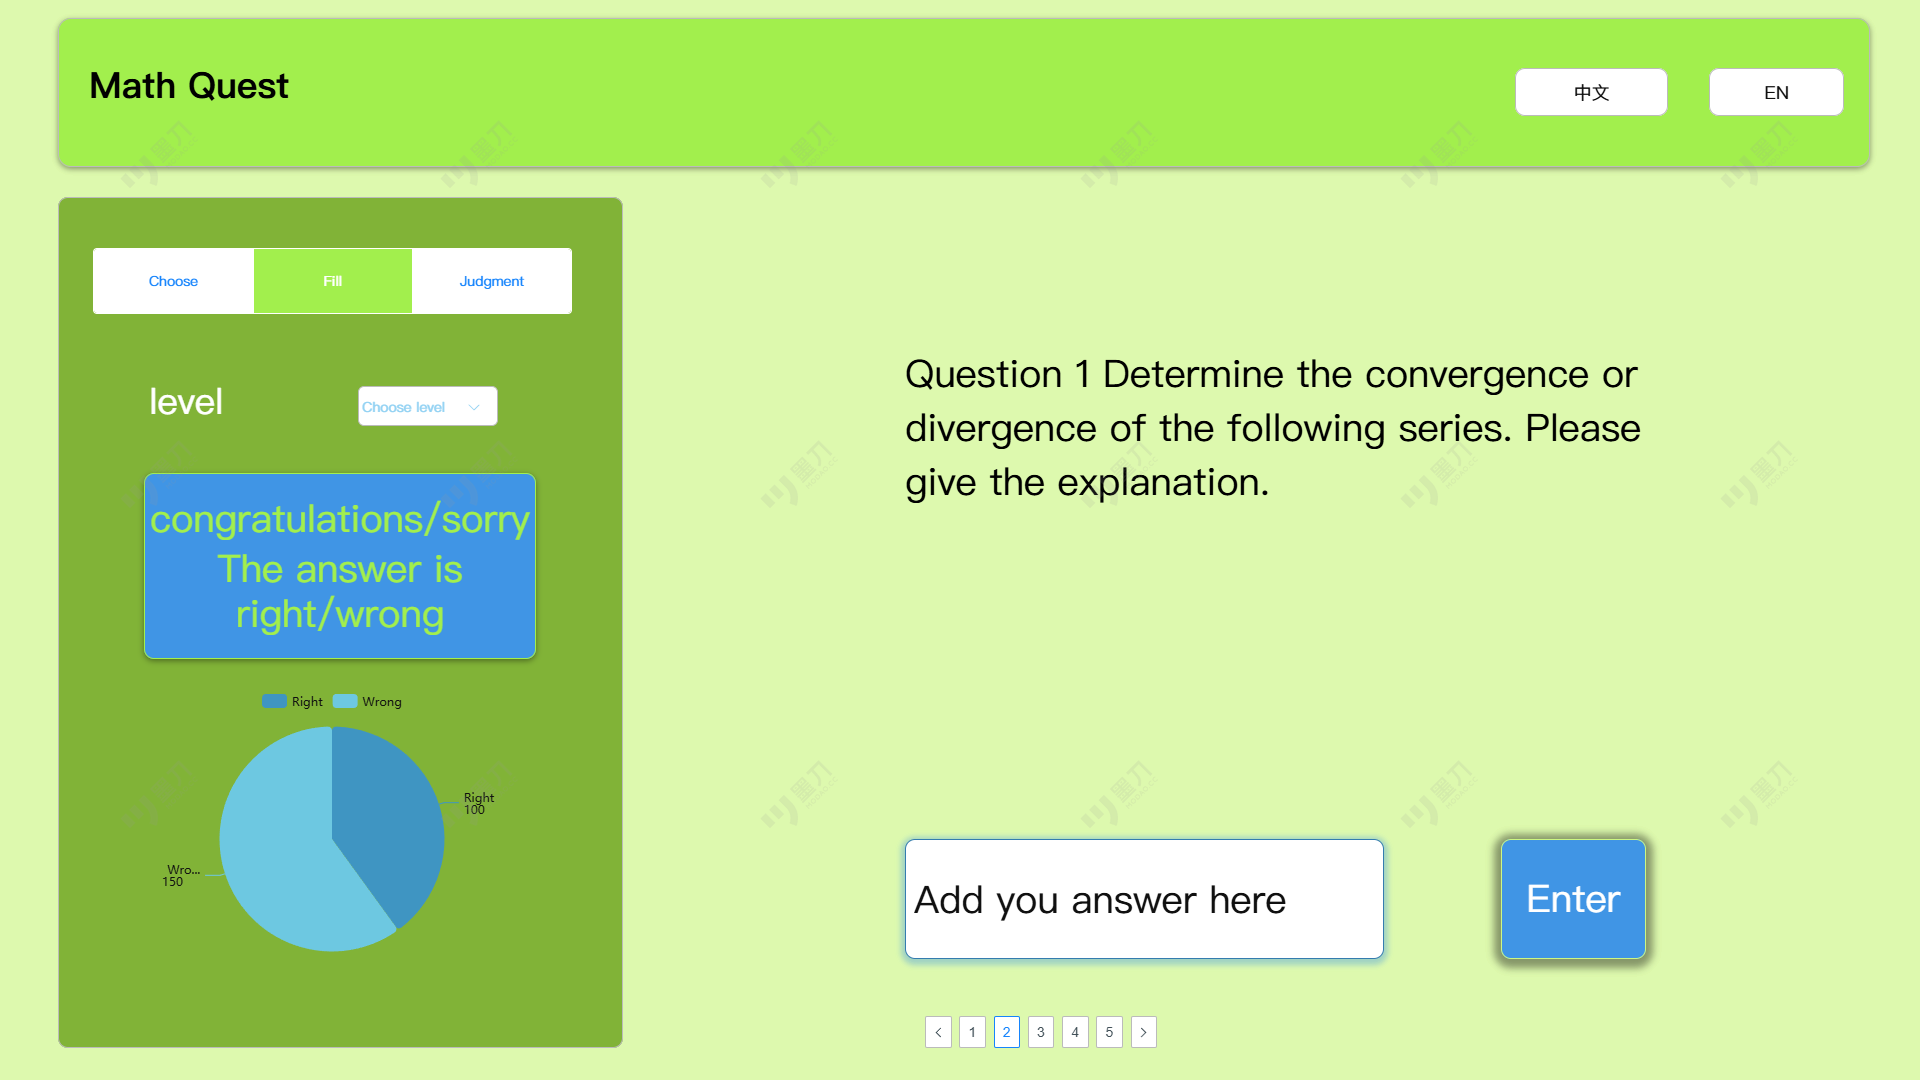 Math Quest
中文
EN
Choose
Fill
Judgment
level
Choose level
congratulations/sorry
The answer is
right/wrong
Right
Wrong
Right
100
Wro...
150
Question 1 Determine the convergence or
divergence of the following series. Please
give the explanation.
Add you answer here
Enter
1
2
3
4
5
墨刀